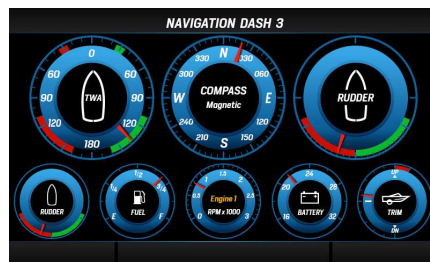 NAVIGATION DASH 3
0
60 60
90 TWA 90
120 120
180
N
330 030
300 060
W COMPASS E
Magnetic
240 120
210 150
S
RUDDER
RUDDER
1/2
1/4 3/4
FUEL
E F
1.5
1 2
0.5 2.5
Engine 1
RPM x 1000
0 3
24
20 28
BATTERY
16 32
UP
TRIM
DN